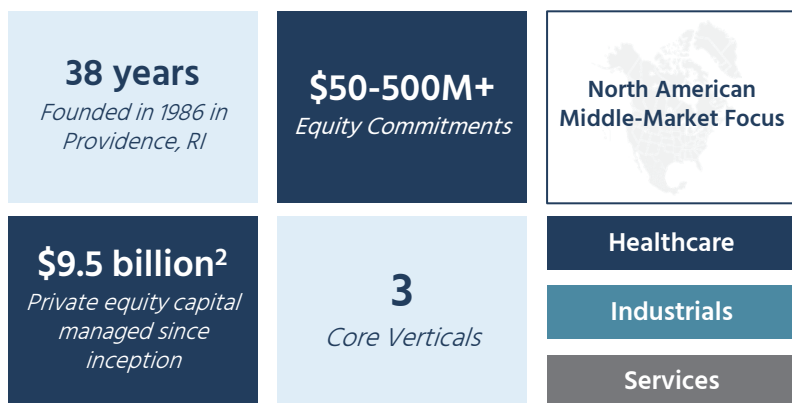 38 years
Founded in 1986 in
Providence, RI
$50-500M+
Equity Commitments
North American
Middle-Market Focus
$9.5 billion²
Private equity capital
managed since
inception
3
Core Verticals
Healthcare
Industrials
Services